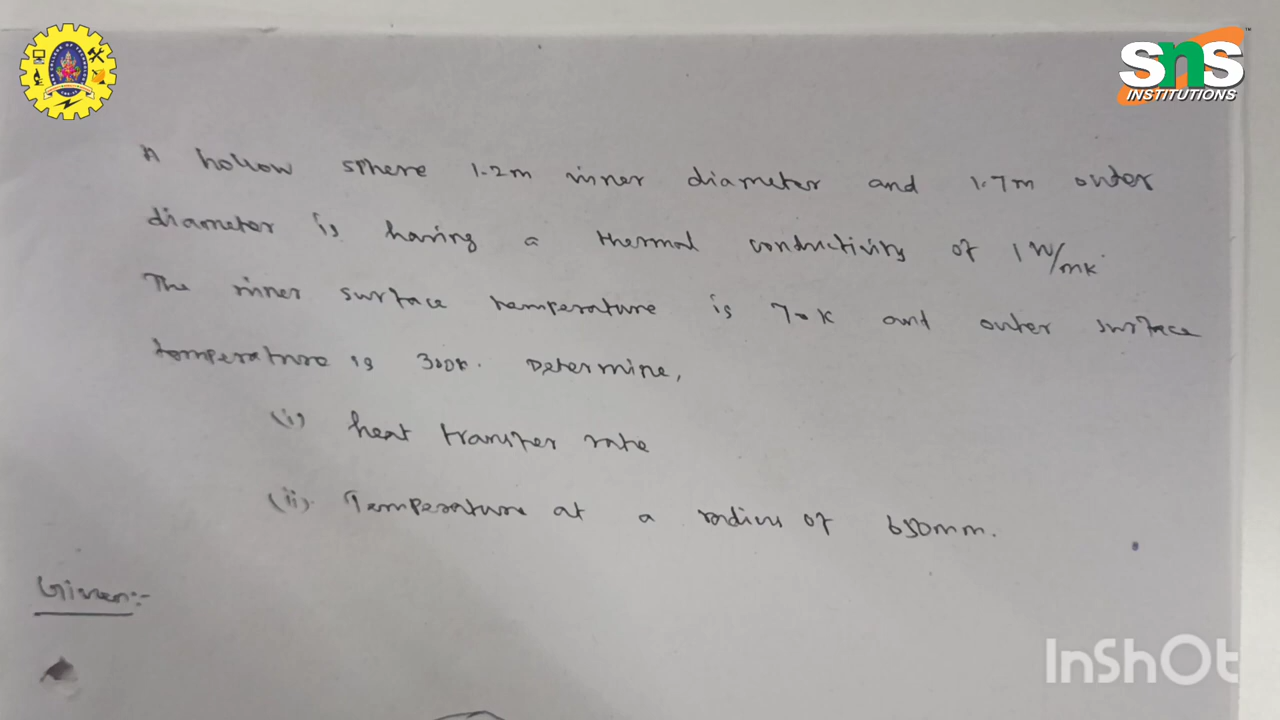 SNS
INSTITUTIONS
A hollow sphere 1.2m inner diameter and 1.7m outer
diameter is having a thermal conductivity of 1 W/mK.
The inner surface temperature is 70K and outer surface
temperature is 300K. Determine,
(i) heat transfer rate
(ii). Temperature at a radius of 650mm.
Given:-
InShOt